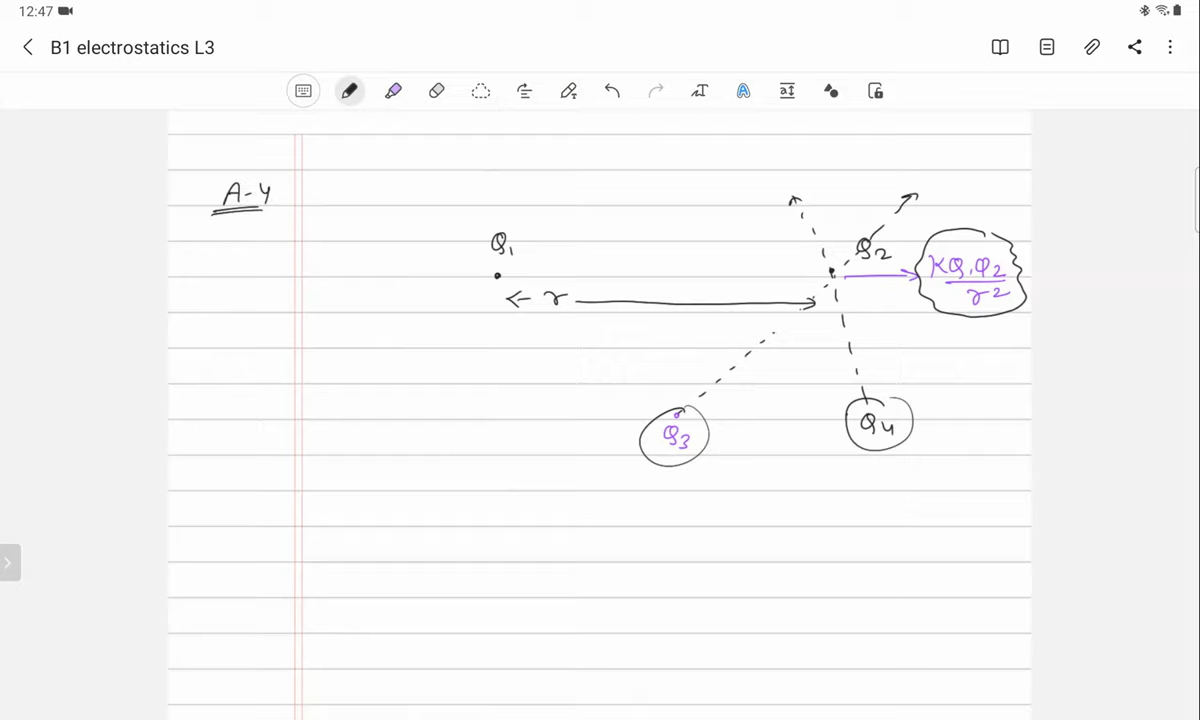 12:47
B1 electrostatics L3
A-4
Q1
Q2
KQ1Q2
r2
r
Q3
Q4